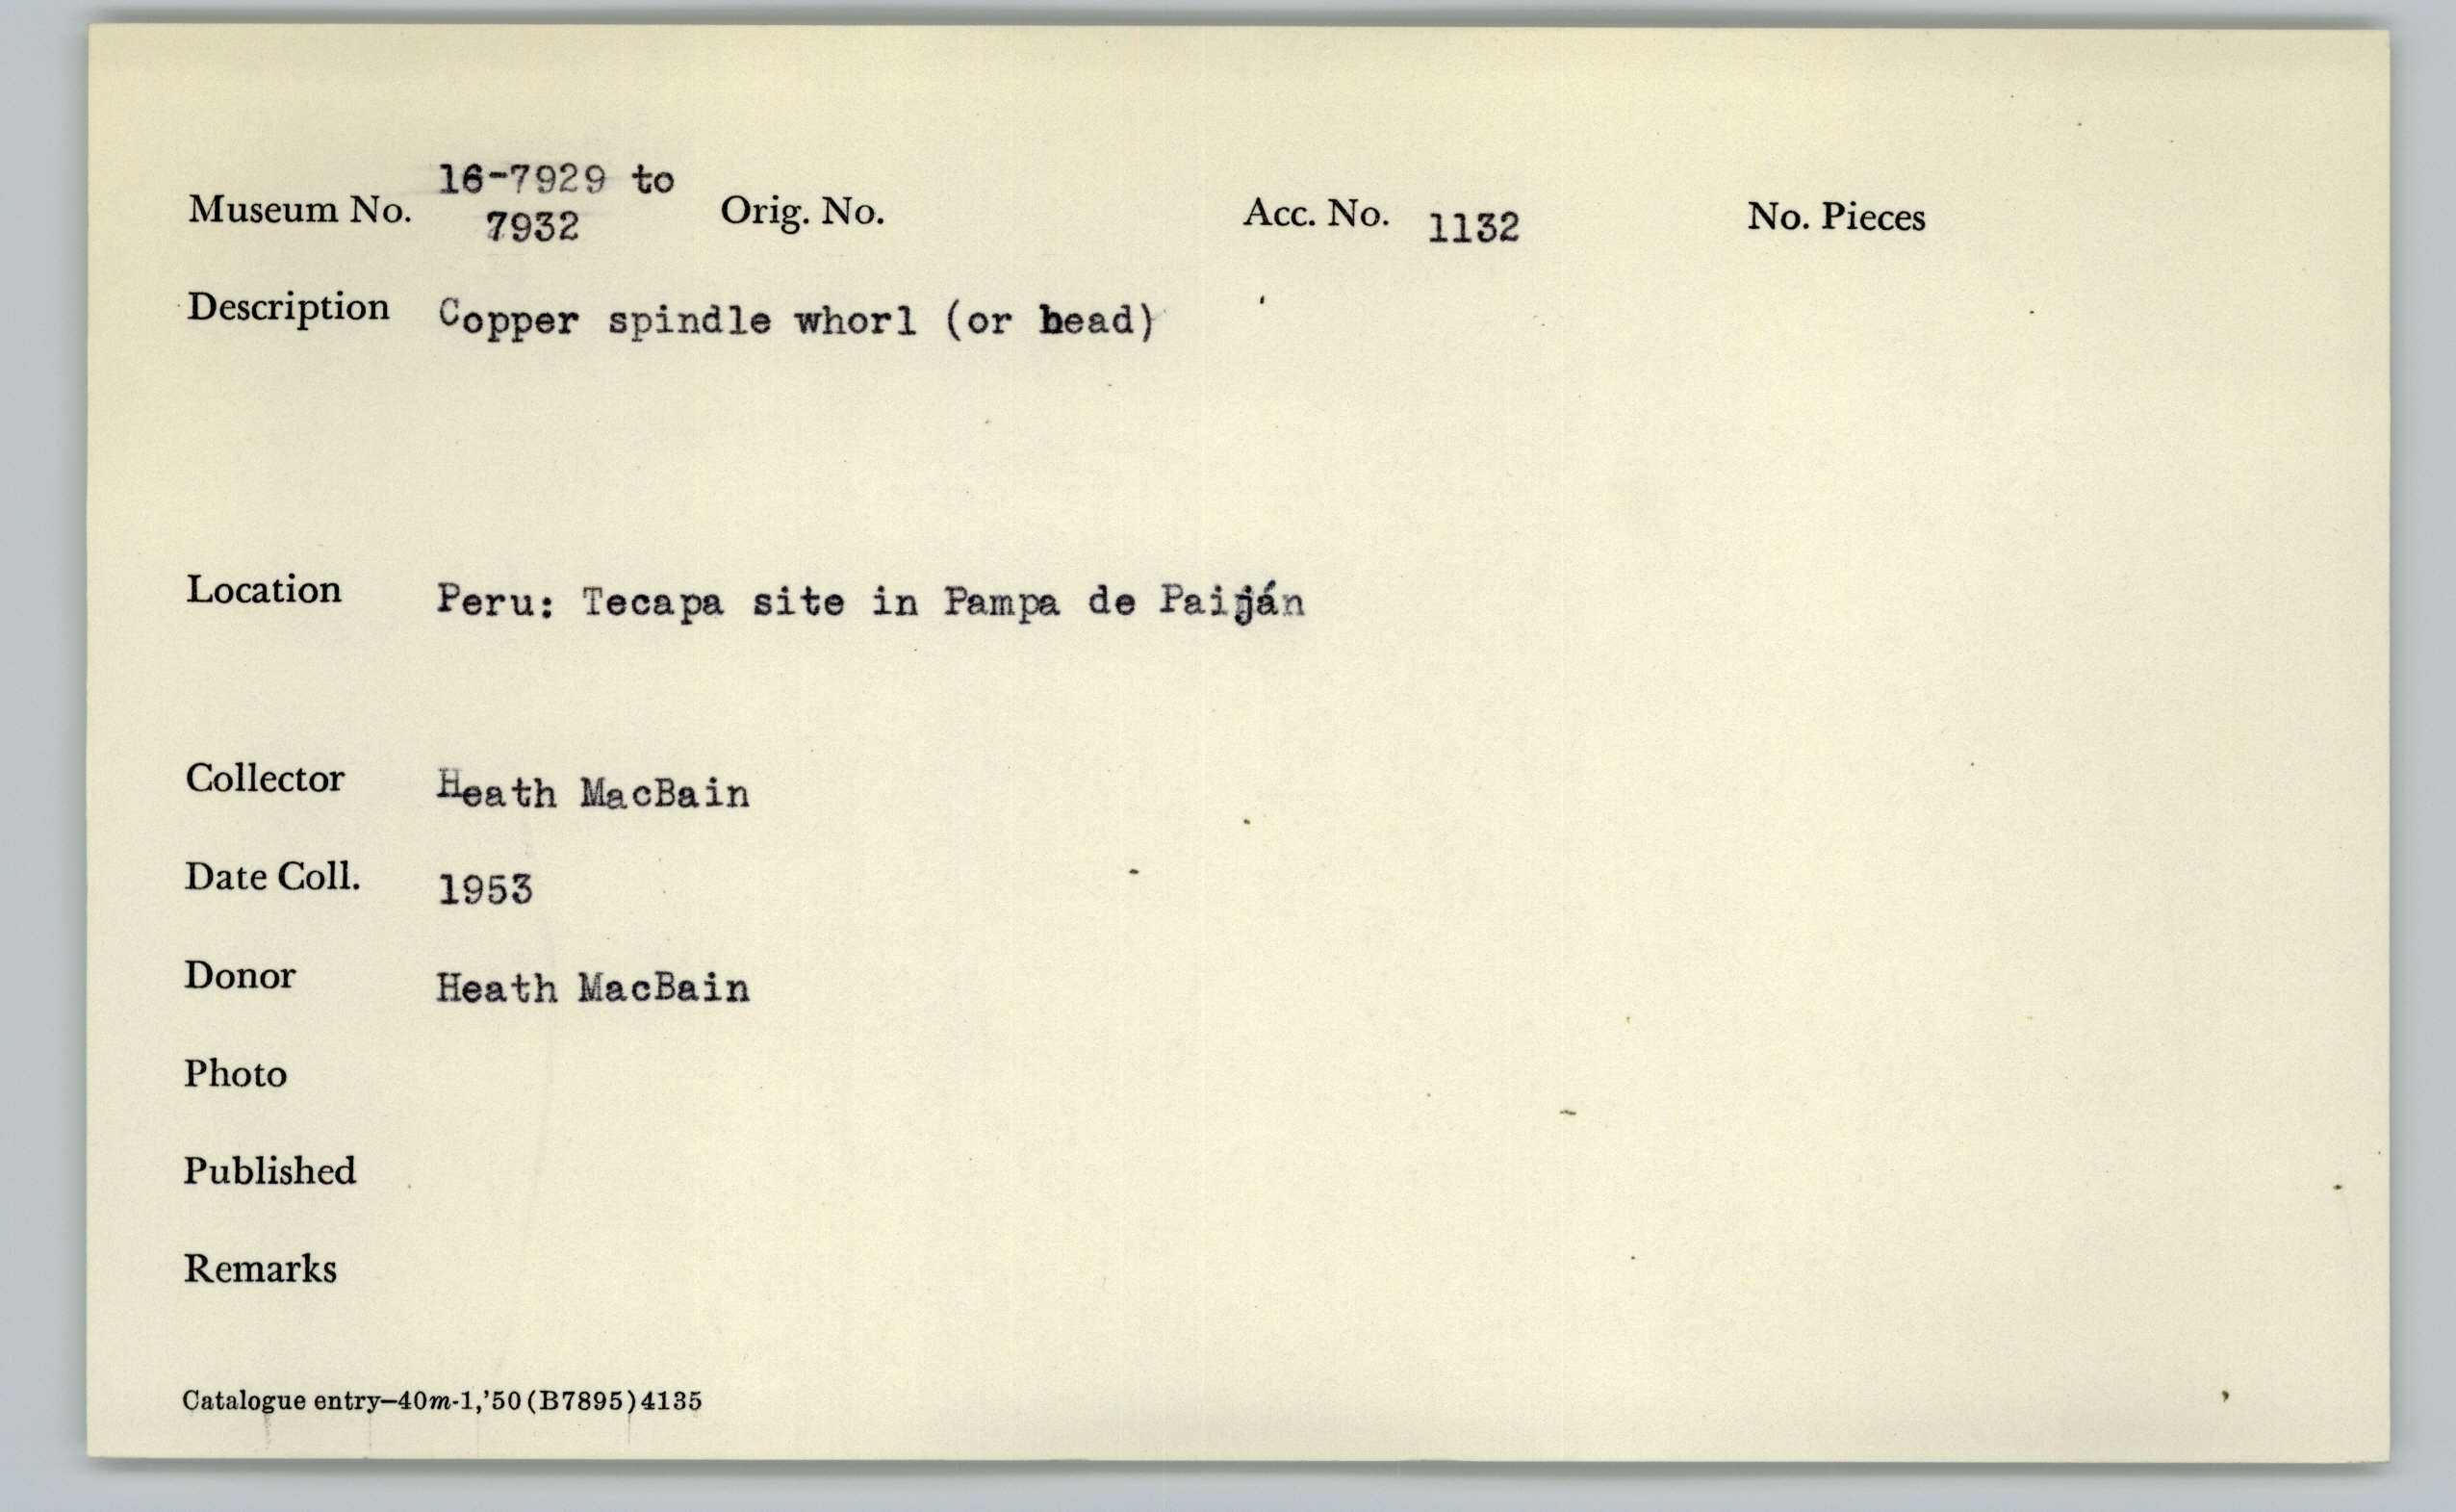 Museum No. 16-7929 to 7932 Orig. No. Acc. No. 1132 No. Pieces
Description Copper spindle whorl (or bead)
Location Peru: Tecapa site in Pampa de Paiján
Collector Heath MacBain
Date Coll. 1953
Donor Heath MacBain
Photo
Published
Remarks
Catalogue entry—40m-1,'50(B7895)4135